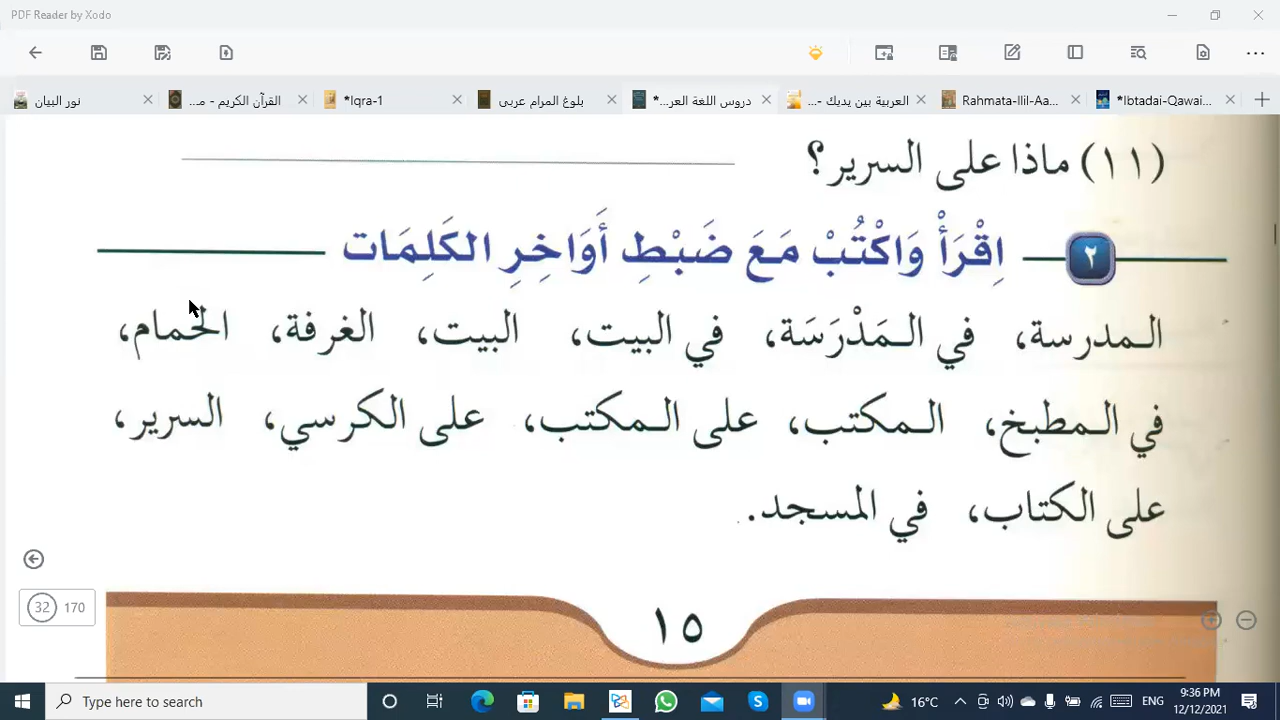 PDF Reader by Xodo
نور البيان
القرآن الكريم - مـ...
*Iqra-1
بلوغ المرام عربى
دروس اللغة العر...*
العربية بين يديك - ...
Rahmata-Ilil-Aa...
*Ibtadai-Qawai...
(١١) ماذا على السرير؟
٢ اِقْرَأْ وَاكْتُبْ مَعَ ضَبْطِ أَوَاخِرِ الكَلِمَات
المدرسة، في المَدْرَسَة، في البيت، البيت، الغرفة، الحمام،
في المطبخ، المكتب، على المكتب، على الكرسي، السرير،
على الكتاب، في المسجد.
32 170
١٥
Type here to search
16°C
ENG
9:36 PM
12/12/2021